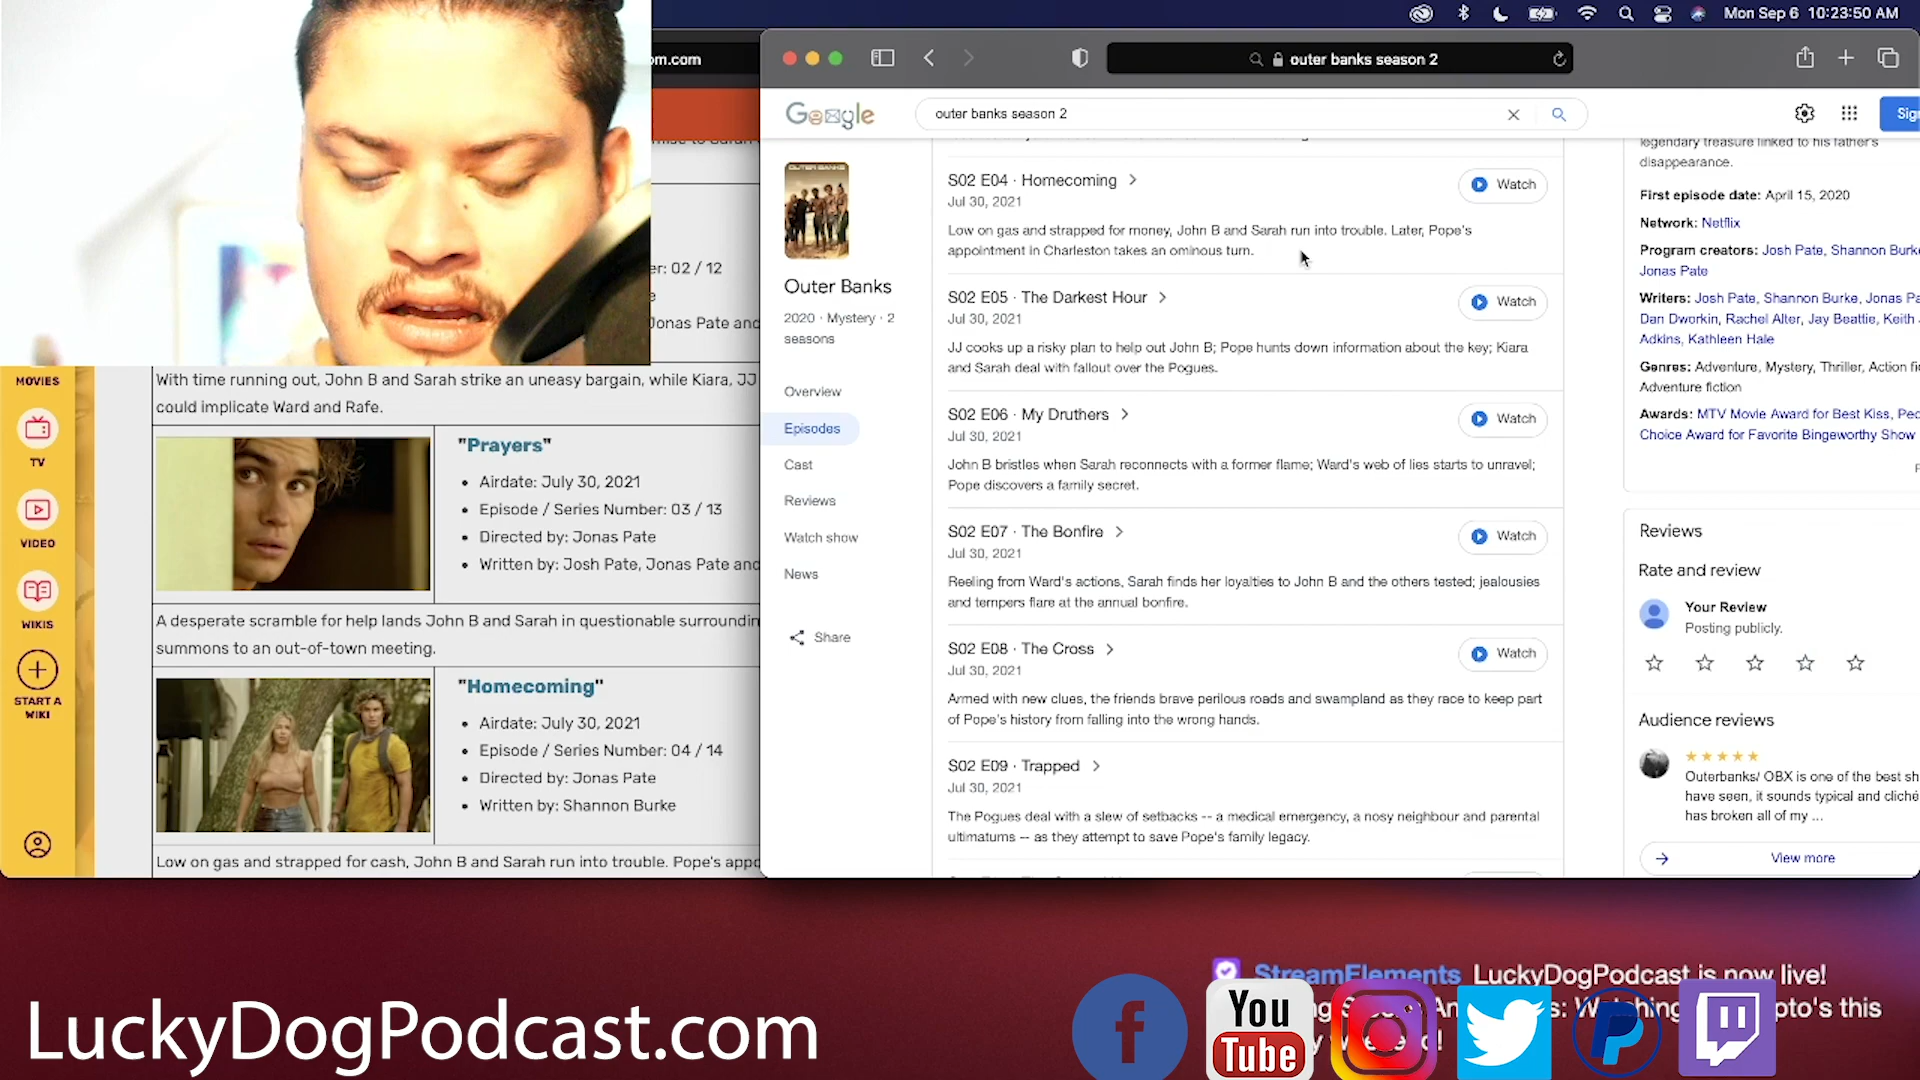 Mon Sep 6 10:23:50 AM
om.com
outer banks season 2
Google
outer banks season 2
er: 02 / 12
Jonas Pate and
MOVIES
TV
VIDEO
WIKIS
START A
WIKI
With time running out, John B and Sarah strike an uneasy bargain, while Kiara, JJ
could implicate Ward and Rafe.
"Prayers"
Airdate: July 30, 2021
Episode / Series Number: 03 / 13
Directed by: Jonas Pate
Written by: Josh Pate, Jonas Pate and
A desperate scramble for help lands John B and Sarah in questionable surroundin
summons to an out-of-town meeting.
"Homecoming"
Airdate: July 30, 2021
Episode / Series Number: 04 / 14
Directed by: Jonas Pate
Written by: Shannon Burke
Low on gas and strapped for cash, John B and Sarah run into trouble. Pope's appo
OUTER BANKS
Outer Banks
2020 · Mystery · 2
seasons
Overview
Episodes
Cast
Reviews
Watch show
News
Share
S02 E04 · Homecoming
Jul 30, 2021
Watch
Low on gas and strapped for money, John B and Sarah run into trouble. Later, Pope's
appointment in Charleston takes an ominous turn.
S02 E05 · The Darkest Hour
Jul 30, 2021
Watch
JJ cooks up a risky plan to help out John B; Pope hunts down information about the key; Kiara
and Sarah deal with fallout over the Pogues.
S02 E06 · My Druthers
Jul 30, 2021
Watch
John B bristles when Sarah reconnects with a former flame; Ward's web of lies starts to unravel;
Pope discovers a family secret.
S02 E07 · The Bonfire
Jul 30, 2021
Watch
Reeling from Ward's actions, Sarah finds her loyalties to John B and the others tested; jealousies
and tempers flare at the annual bonfire.
S02 E08 · The Cross
Jul 30, 2021
Watch
Armed with new clues, the friends brave perilous roads and swampland as they race to keep part
of Pope's history from falling into the wrong hands.
S02 E09 · Trapped
Jul 30, 2021
Watch
The Pogues deal with a slew of setbacks -- a medical emergency, a nosy neighbour and parental
ultimatums -- as they attempt to save Pope's family legacy.
Sig
legendary treasure linked to his father's
disappearance.
First episode date: April 15, 2020
Network: Netflix
Program creators: Josh Pate, Shannon Burke
Jonas Pate
Writers: Josh Pate, Shannon Burke, Jonas Pa
Dan Dworkin, Rachel Alter, Jay Beattie, Keith
Adkins, Kathleen Hale
Genres: Adventure, Mystery, Thriller, Action fi
Adventure fiction
Awards: MTV Movie Award for Best Kiss, Peo
Choice Award for Favorite Bingeworthy Show
Reviews
Rate and review
Your Review
Posting publicly.
Audience reviews
Outerbanks/ OBX is one of the best sh
have seen, it sounds typical and cliché
has broken all of my ...
View more
StreamElements LuckyDogPodcast is now live!
LuckyDogPodcast.com
You
Tube